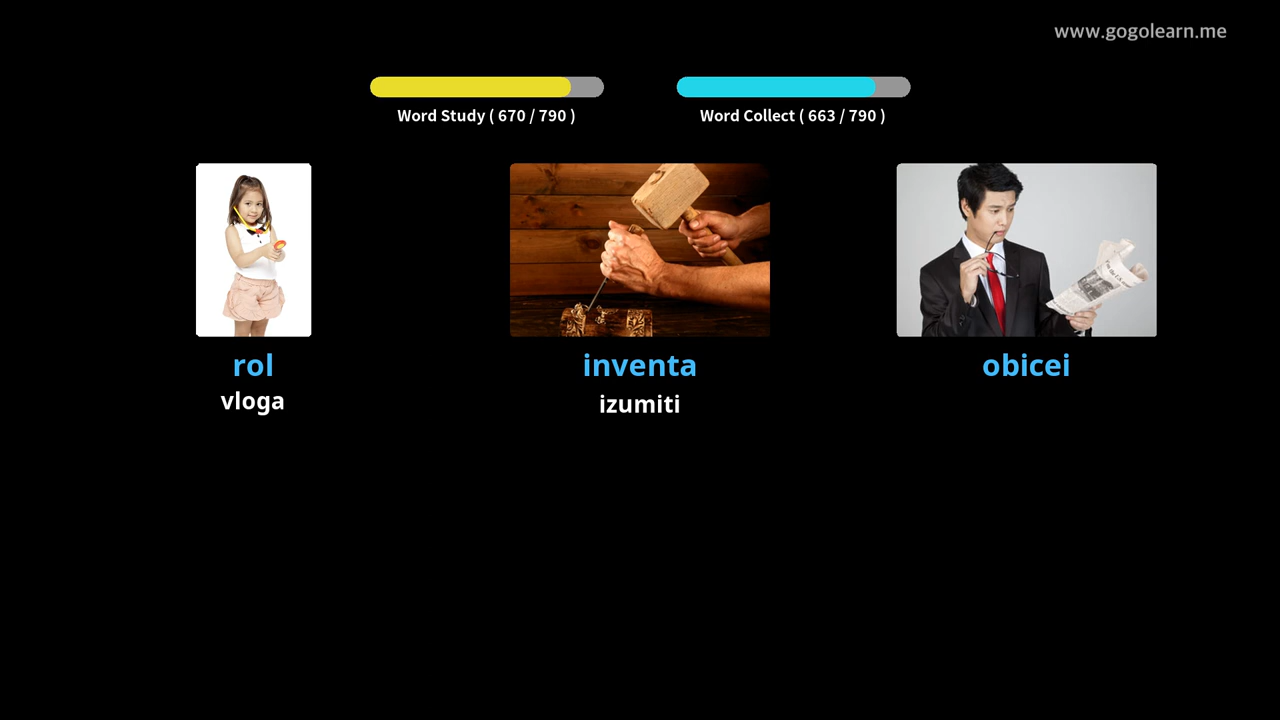 www.gogolearn.me
Word Study ( 670 / 790 )
Word Collect ( 663 / 790 )
rol
inventa
obicei
vloga
izumiti